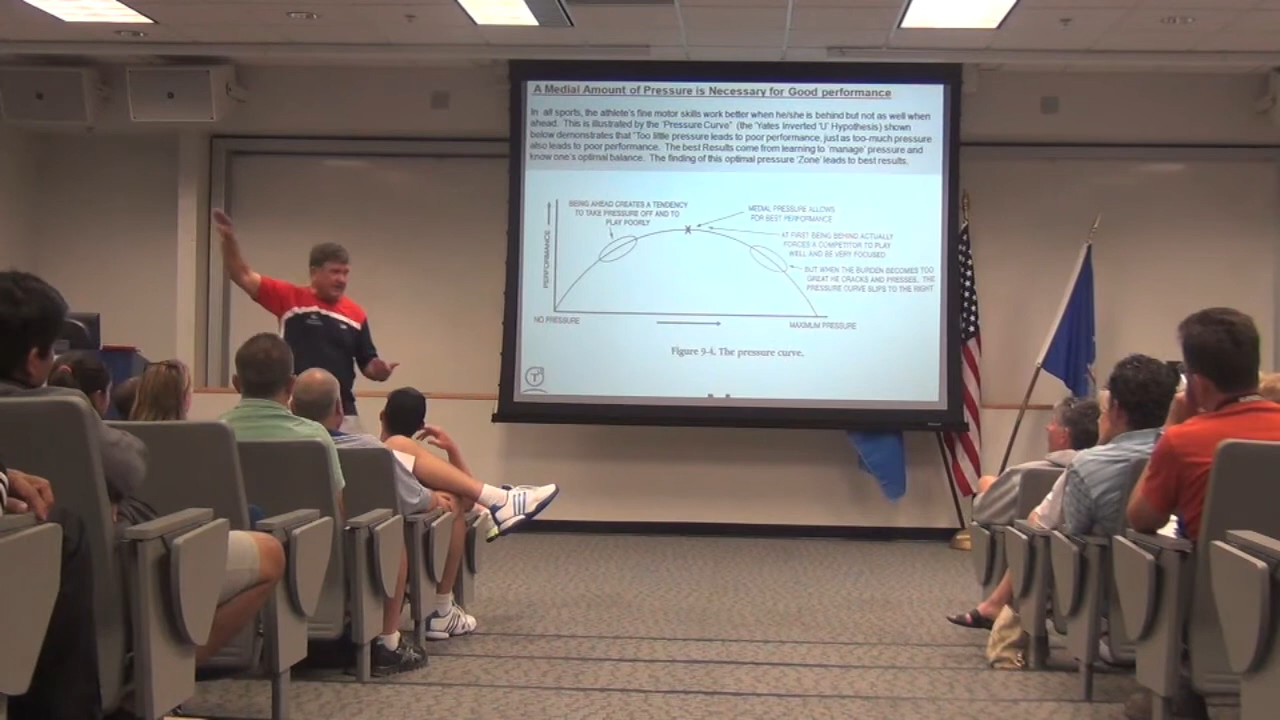 A Medial Amount of Pressure is Necessary for Good performance
In all sports, the athlete's fine motor skills work better when he/she is behind but not as well when
ahead. This is illustrated by the 'Pressure Curve" (the 'Yates Inverted 'U' Hypothesis) shown
below demonstrates that "Too little pressure leads to poor performance, just as too-much pressure
also leads to poor performance. The best Results come from learning to 'manage' pressure and
know one's optimal balance. The finding of this optimal pressure 'Zone' leads to best results.
BEING AHEAD CREATES A TENDENCY
TO TAKE PRESSURE OFF AND TO
PLAY POORLY
MEDIAL PRESSURE ALLOWS
FOR BEST PERFORMANCE
AT FIRST BEING BEHIND ACTUALLY
FORCES A COMPETITOR TO PLAY
WELL AND BE VERY FOCUSED
BUT WHEN THE BURDEN BECOMES TOO
GREAT HE CRACKS AND PRESSES, THE
PRESSURE CURVE SLIPS TO THE RIGHT
PERFORMANCE
X
NO PRESSURE
MAXIMUM PRESSURE
Figure 9-4. The pressure curve.
T